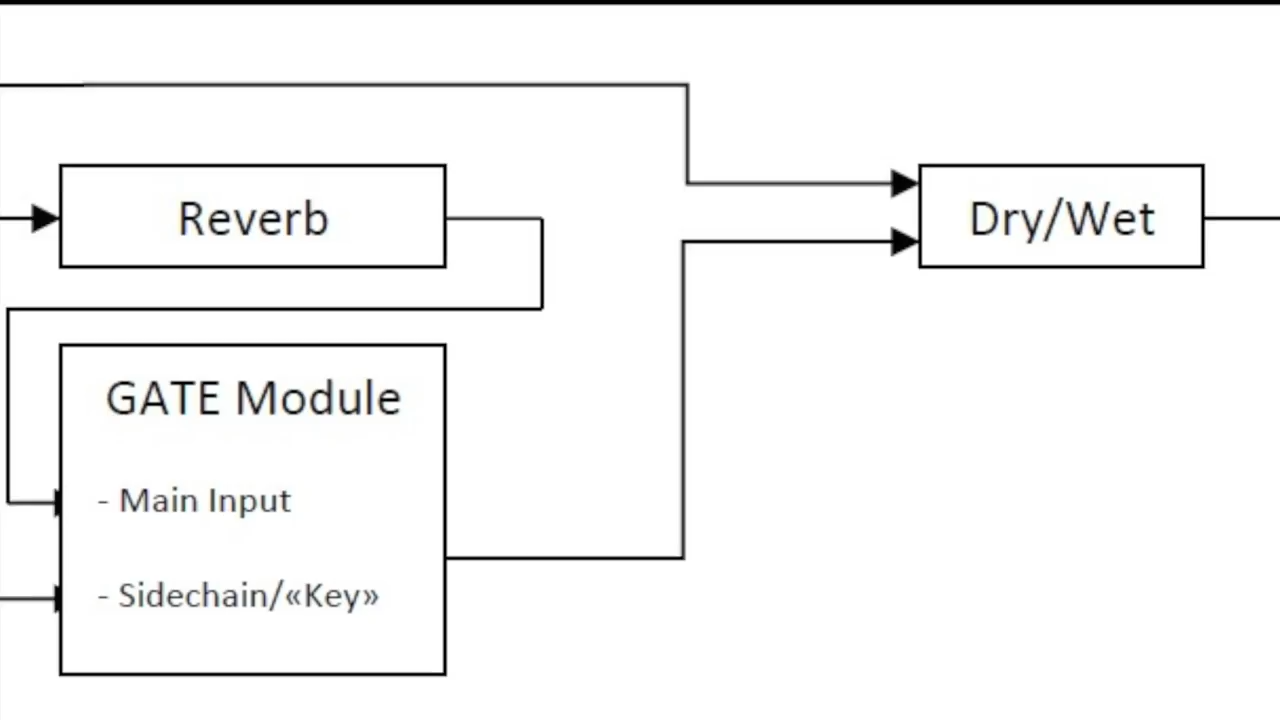 Reverb
Dry/Wet
GATE Module
- Main Input
- Sidechain/«Key»